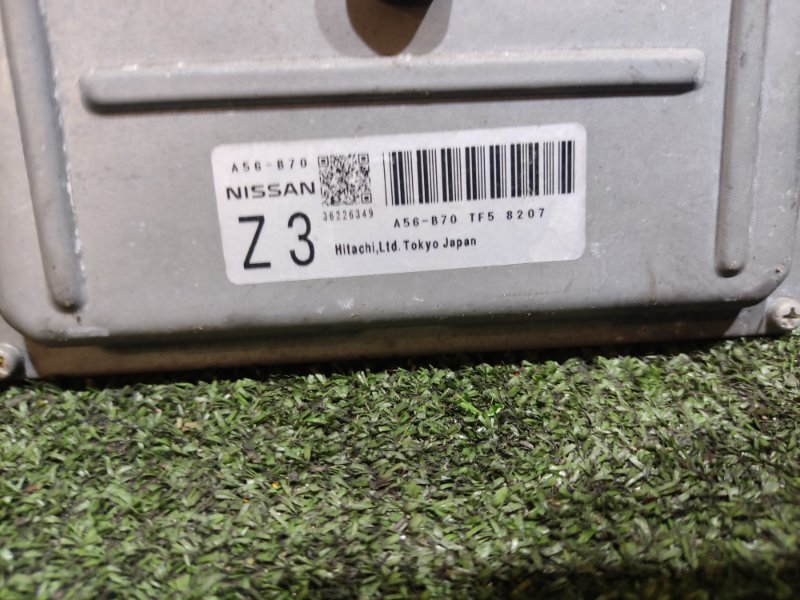 A56-B70
NISSAN
36226349
Z3
A56-B70 TF5 8207
Hitachi,Ltd.Tokyo Japan